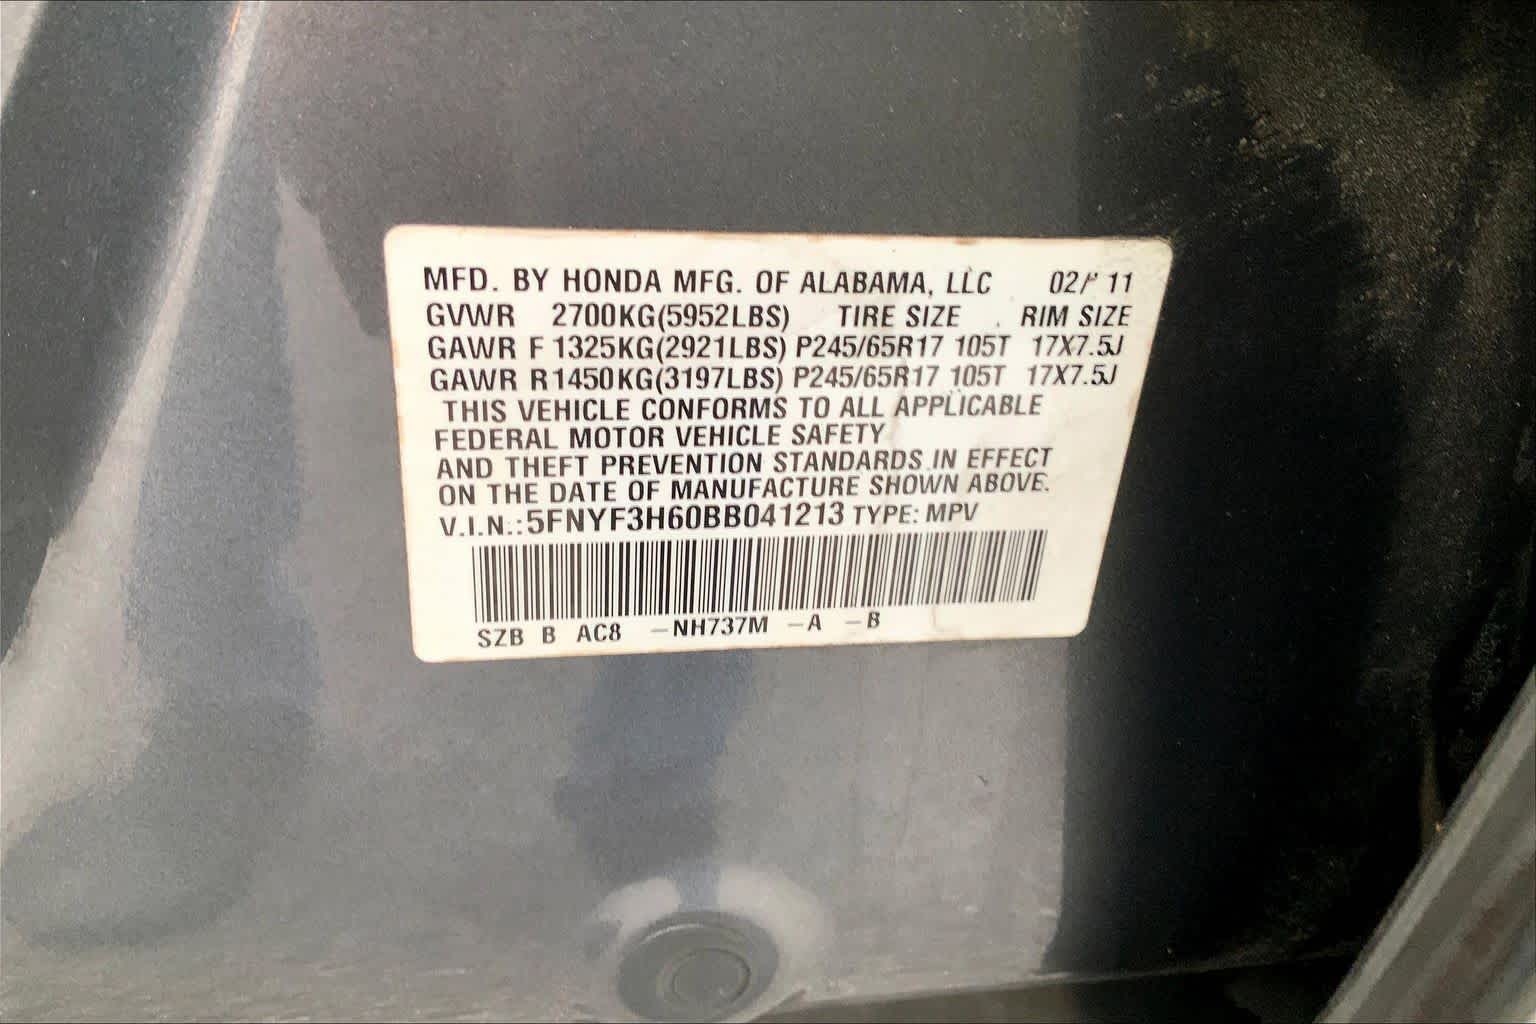 MFD. BY HONDA MFG. OF ALABAMA, LLC 02/11
GVWR 2700KG(5952LBS) TIRE SIZE RIM SIZE
GAWR F 1325KG(2921LBS) P245/65R17 105T 17X7.5J
GAWR R 1450KG(3197LBS) P245/65R17 105T 17X7.5J
THIS VEHICLE CONFORMS TO ALL APPLICABLE
FEDERAL MOTOR VEHICLE SAFETY
AND THEFT PREVENTION STANDARDS IN EFFECT
ON THE DATE OF MANUFACTURE SHOWN ABOVE.
V.I.N.: 5FNYF3H60BB041213 TYPE: MPV
SZB B AC8 -NH737M -A -B